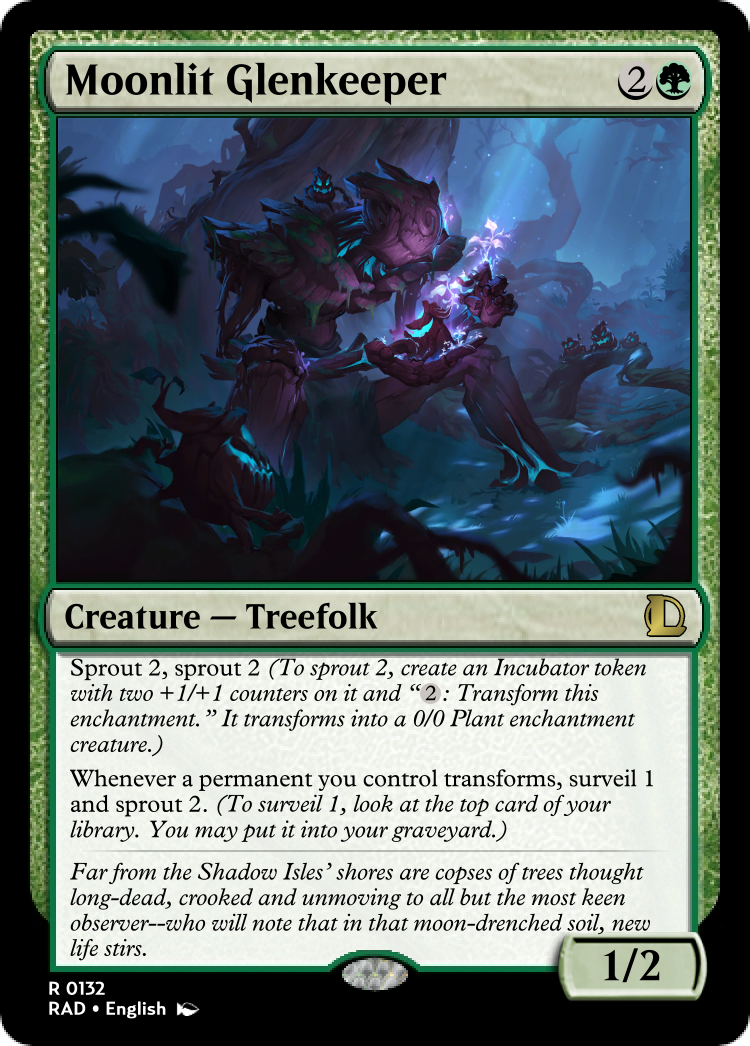 Moonlit Glenkeeper 2
Creature — Treefolk
Sprout 2, sprout 2 (To sprout 2, create an Incubator token
with two +1/+1 counters on it and “2: Transform this
enchantment.” It transforms into a 0/0 Plant enchantment
creature.)
Whenever a permanent you control transforms, surveil 1
and sprout 2. (To surveil 1, look at the top card of your
library. You may put it into your graveyard.)
Far from the Shadow Isles’ shores are copses of trees thought
long-dead, crooked and unmoving to all but the most keen
observer--who will note that in that moon-drenched soil, new
life stirs.
1/2
R 0132
RAD • English